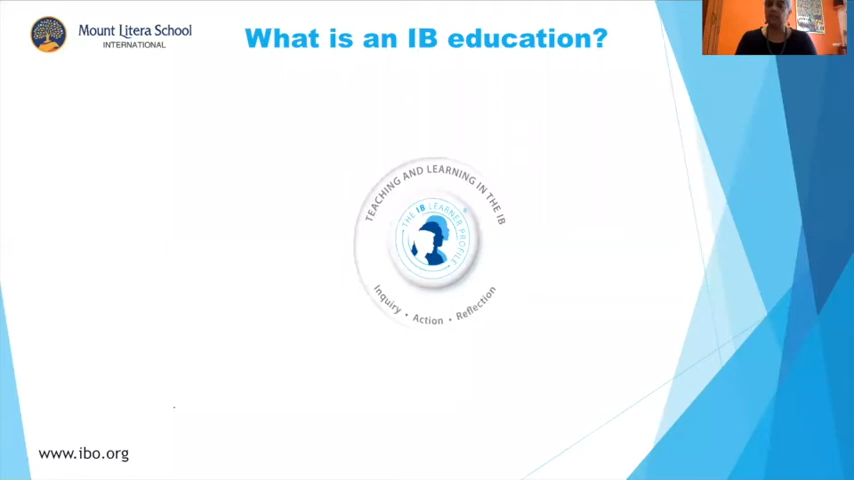 Mount Litera School
INTERNATIONAL
What is an IB education?
TEACHING AND LEARNING IN THE IB
THE IB LEARNER PROFILE
Inquiry • Action • Reflection
www.ibo.org